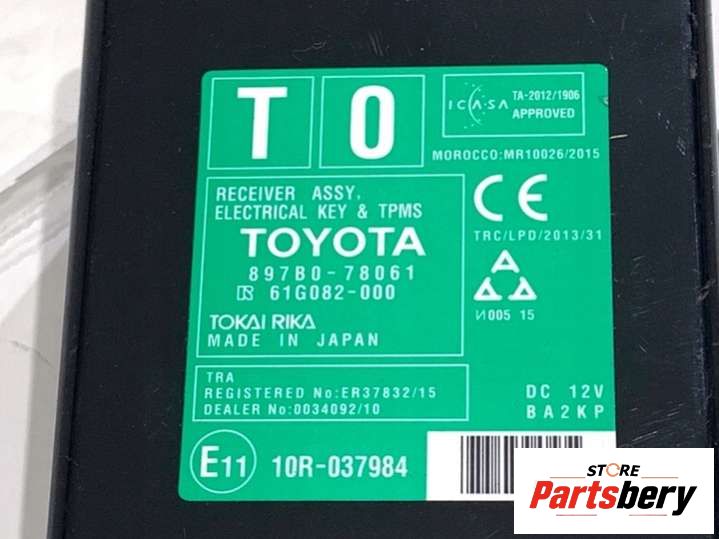 T O
ICASA TA-2012/1906
APPROVED
MOROCCO:MR10026/2015
RECEIVER ASSY,
ELECTRICAL KEY & TPMS
TOYOTA
897B0-78061
61G082-000
TOKAI RIKA
MADE IN JAPAN
CE
TRC/LPD/2013/31
И005 15
TRA
REGISTERED No:ER37832/15
DEALER No:0034092/10
DC 12V
BA2KP
E11 10R-037984
STORE
Partsbery